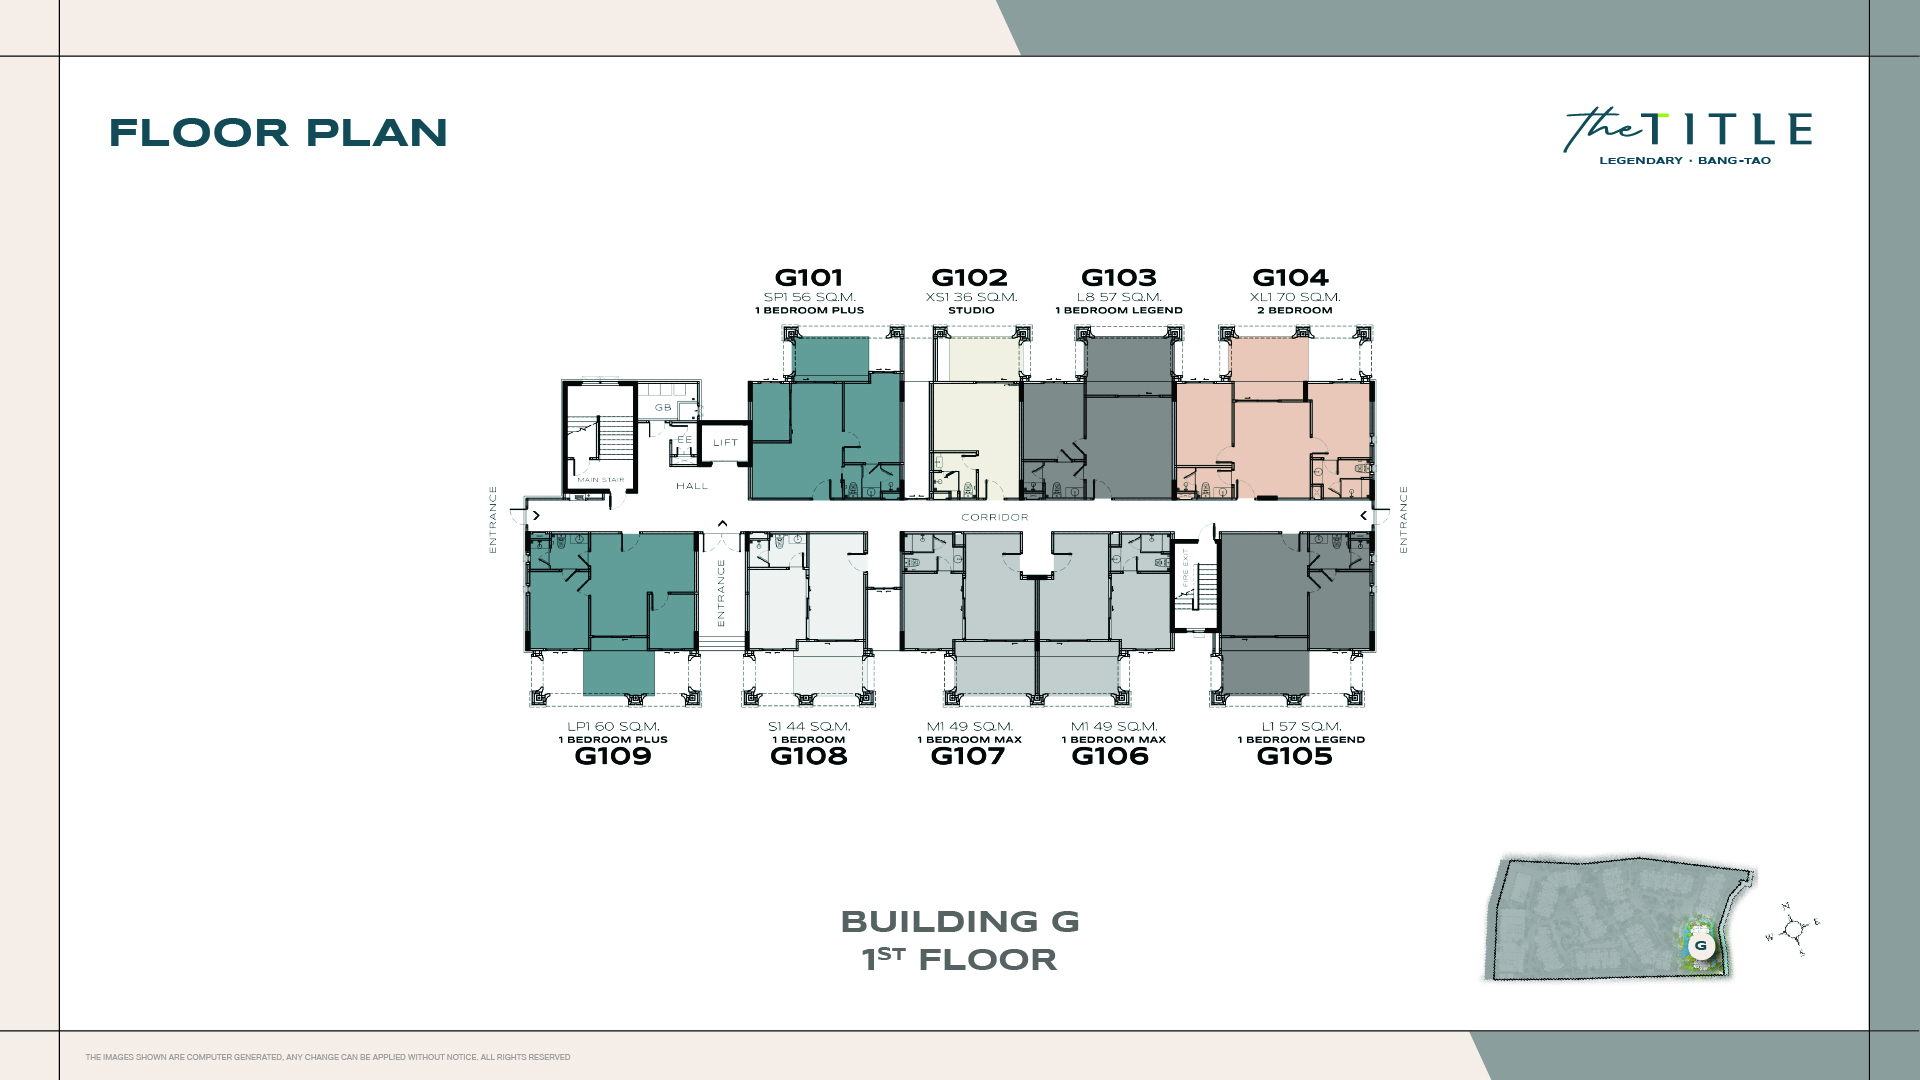 FLOOR PLAN
the TITLE
LEGENDARY · BANG-TAO
G101
SP1 56 SQ.M.
1 BEDROOM PLUS
G102
XS1 36 SQ.M.
STUDIO
G103
L8 57 SQ.M.
1 BEDROOM LEGEND
G104
XL1 70 SQ.M.
2 BEDROOM
GB
EE
LIFT
MAIN STAIR
HALL
ENTRANCE
CORRIDOR
ENTRANCE
ENTRANCE
FIRE EXIT
LP1 60 SQ.M.
1 BEDROOM PLUS
G109
S1 44 SQ.M.
1 BEDROOM
G108
M1 49 SQ.M.
1 BEDROOM MAX
G107
M1 49 SQ.M.
1 BEDROOM MAX
G106
L1 57 SQ.M.
1 BEDROOM LEGEND
G105
BUILDING G
1ST FLOOR
G
N
E
W
S
THE IMAGES SHOWN ARE COMPUTER GENERATED, ANY CHANGE CAN BE APPLIED WITHOUT NOTICE. ALL RIGHTS RESERVED